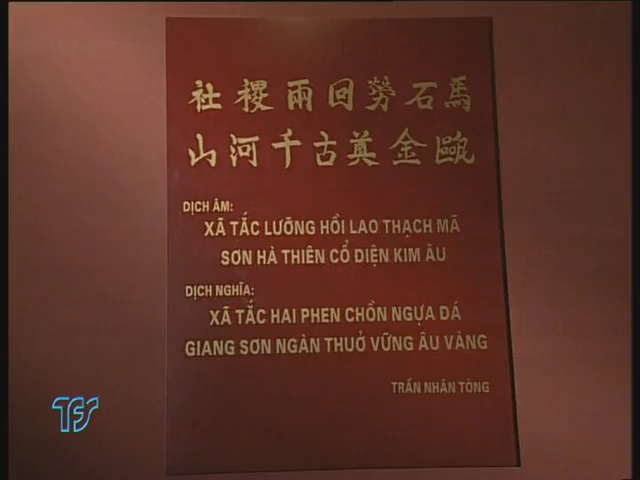 社稷兩回勞石馬
山河千古奠金甌
DỊCH ÂM:
XÃ TẮC LƯỠNG HỒI LAO THẠCH MÃ
SƠN HÀ THIÊN CỔ ĐIỆN KIM ÂU
DỊCH NGHĨA:
XÃ TẮC HAI PHEN CHỒN NGỰA ĐÁ
GIANG SƠN NGÀN THUỞ VỮNG ÂU VÀNG
TRẦN NHÂN TÔNG
TFS